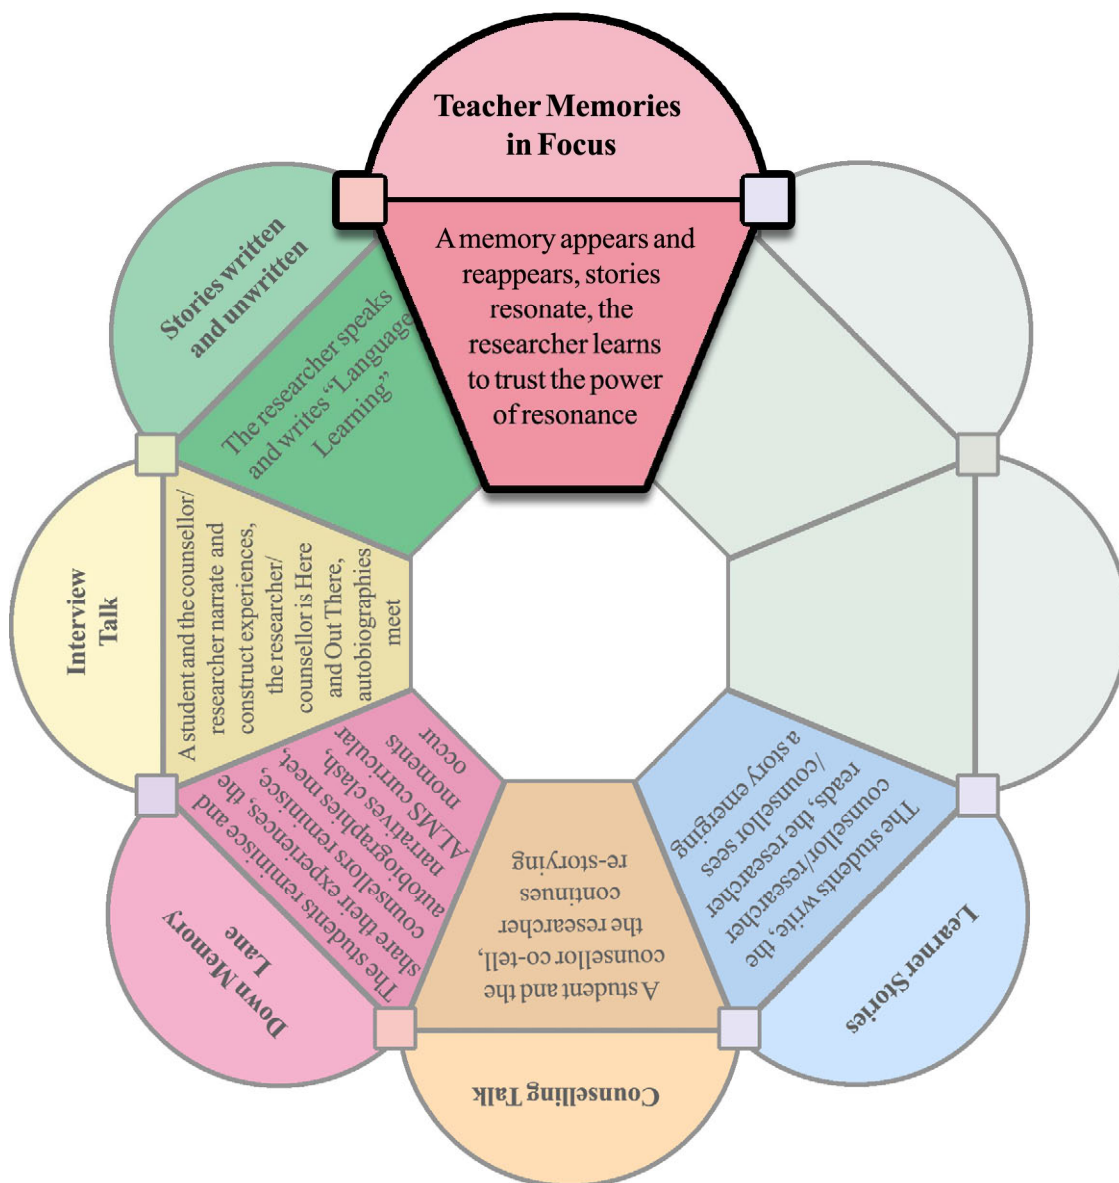 Teacher Memories
in Focus
A memory appears and
reappears, stories
resonate, the
researcher learns
to trust the power
of resonance
Stories written
and unwritten
The researcher speaks
and writes “Language
Learning”
Interview
Talk
A student and the counsellor/
researcher narrate and
construct experiences,
the researcher/
counsellor is Here
and Out There,
autobiographies
meet
Down Memory
Lane
The students reminisce and
share their experiences, the
counsellors reminisce,
autobiographies meet,
narratives clash,
ALMS curricular
moments
occur
Counselling Talk
A student and the
counsellor co-tell,
the researcher
continues
re-storying
Learner Stories
The students write, the
counsellor/researcher
reads, the researcher
/counsellor sees
a story emerging